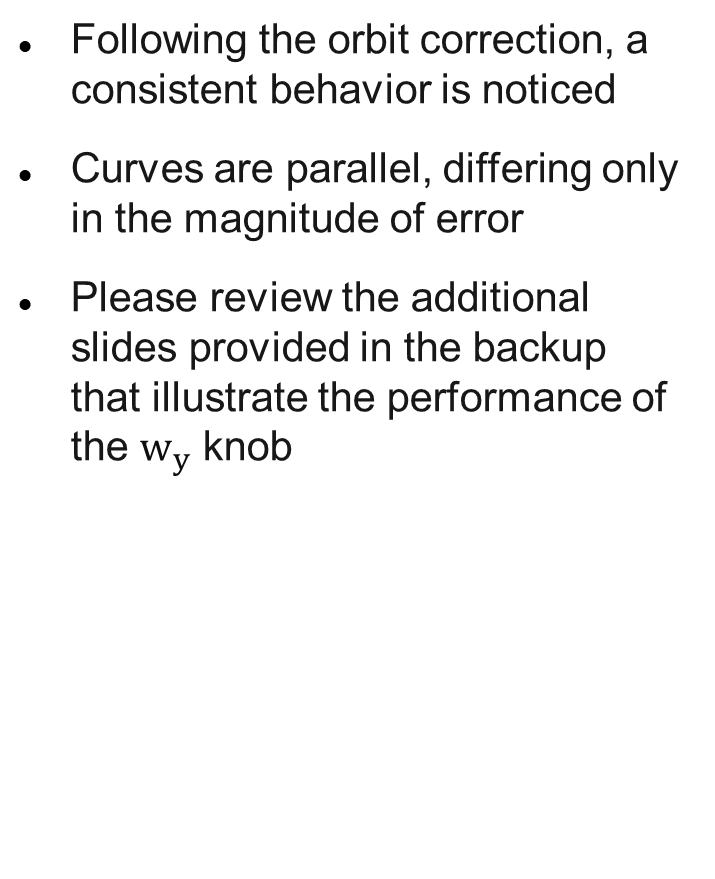 • Following the orbit correction, a
consistent behavior is noticed
• Curves are parallel, differing only
in the magnitude of error
• Please review the additional
slides provided in the backup
that illustrate the performance of
the w_y knob